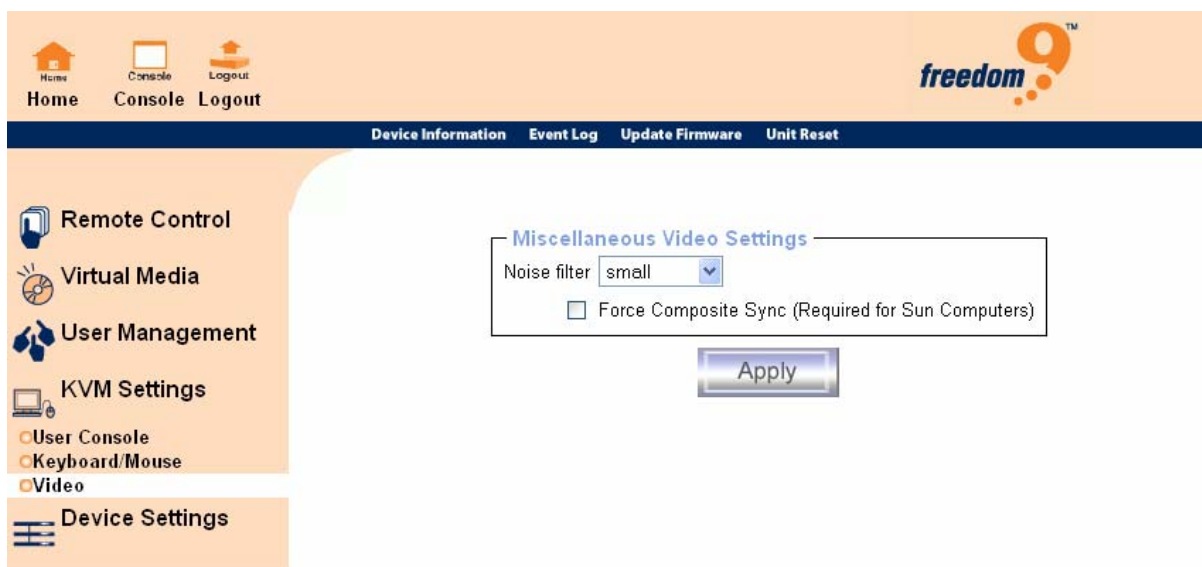 Home Console Logout
Home Console Logout
freedom9™
Device Information Event Log Update Firmware Unit Reset
Remote Control
Virtual Media
User Management
KVM Settings
User Console
Keyboard/Mouse
Video
Device Settings
Miscellaneous Video Settings
Noise filter small
Force Composite Sync (Required for Sun Computers)
Apply